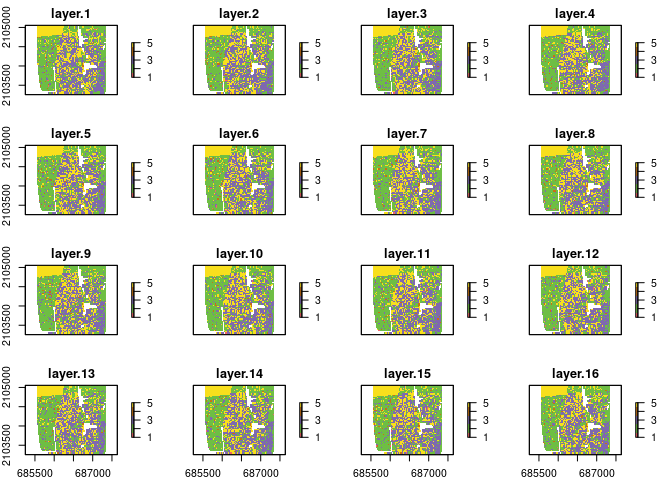 layer.1 layer.2 layer.3 layer.4
2103500 2105000 5 3 1 5 3 1 5 3 1 5 3 1
layer.5 layer.6 layer.7 layer.8
2103500 2105000 5 3 1 5 3 1 5 3 1 5 3 1
layer.9 layer.10 layer.11 layer.12
2103500 2105000 5 3 1 5 3 1 5 3 1 5 3 1
layer.13 layer.14 layer.15 layer.16
2103500 2105000 5 3 1 5 3 1 5 3 1 5 3 1
685500 687000 685500 687000 685500 687000 685500 687000